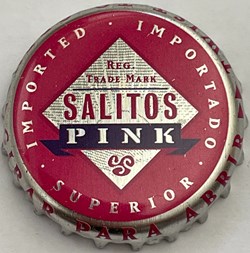 IMPORTED · IMPORTADO ·
REG.
TRADE MARK
SALITOS
PINK
S
SUPERIOR
PARA ABRIR